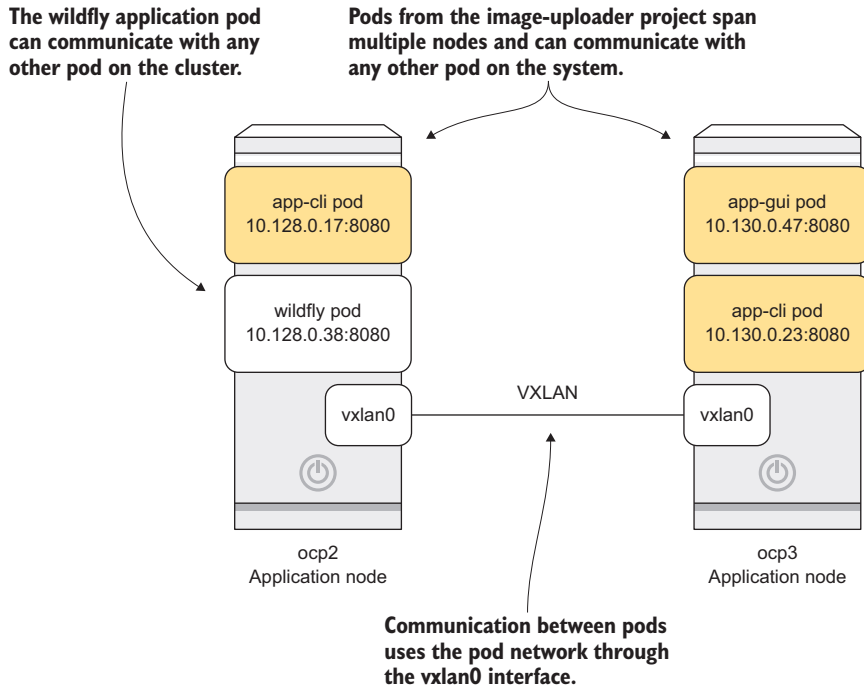 The wildfly application pod
can communicate with any
other pod on the cluster.
Pods from the image-uploader project span
multiple nodes and can communicate with
any other pod on the system.
app-cli pod
10.128.0.17:8080
wildfly pod
10.128.0.38:8080
vxlan0
VXLAN
app-gui pod
10.130.0.47:8080
app-cli pod
10.130.0.23:8080
vxlan0
ocp2
Application node
ocp3
Application node
Communication between pods
uses the pod network through
the vxlan0 interface.